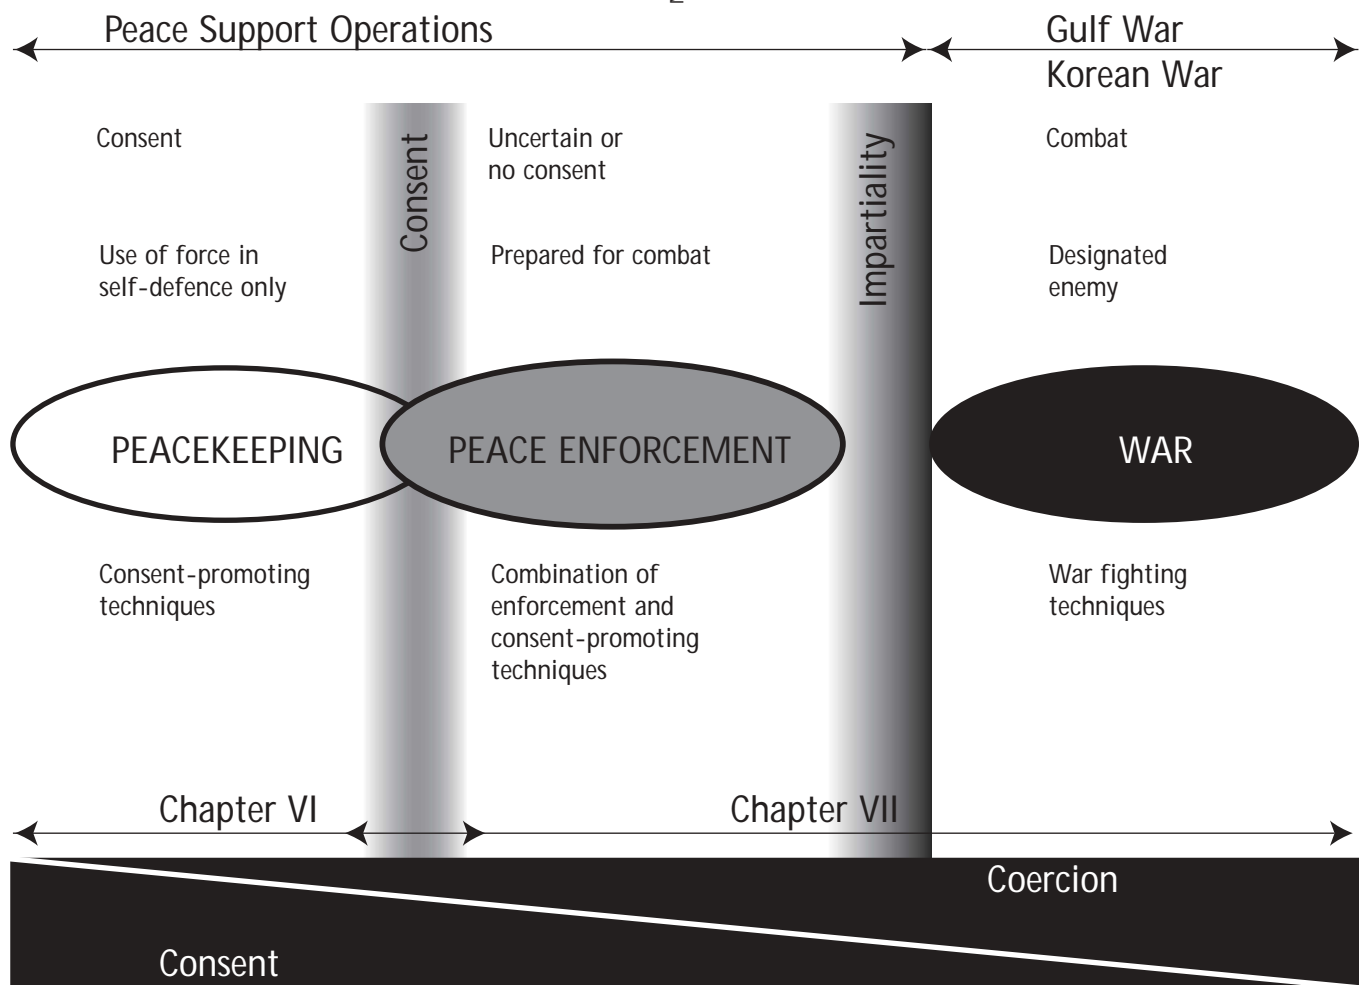 2
Peace Support Operations
Gulf War
Korean War
Consent
Uncertain or
no consent
Combat
Consent
Impartiality
Use of force in
self-defence only
Prepared for combat
Designated
enemy
PEACEKEEPING
PEACE ENFORCEMENT
WAR
Consent-promoting
techniques
Combination of
enforcement and
consent-promoting
techniques
War fighting
techniques
Chapter VI
Chapter VII
Coercion
Consent